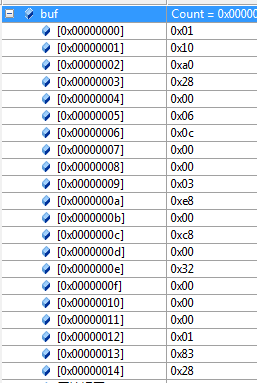 buf Count = 0x00000
[0x00000000] 0x01
[0x00000001] 0x10
[0x00000002] 0xa0
[0x00000003] 0x28
[0x00000004] 0x00
[0x00000005] 0x06
[0x00000006] 0x0c
[0x00000007] 0x00
[0x00000008] 0x00
[0x00000009] 0x03
[0x0000000a] 0xe8
[0x0000000b] 0x00
[0x0000000c] 0xc8
[0x0000000d] 0x00
[0x0000000e] 0x32
[0x0000000f] 0x00
[0x00000010] 0x00
[0x00000011] 0x00
[0x00000012] 0x01
[0x00000013] 0x83
[0x00000014] 0x28